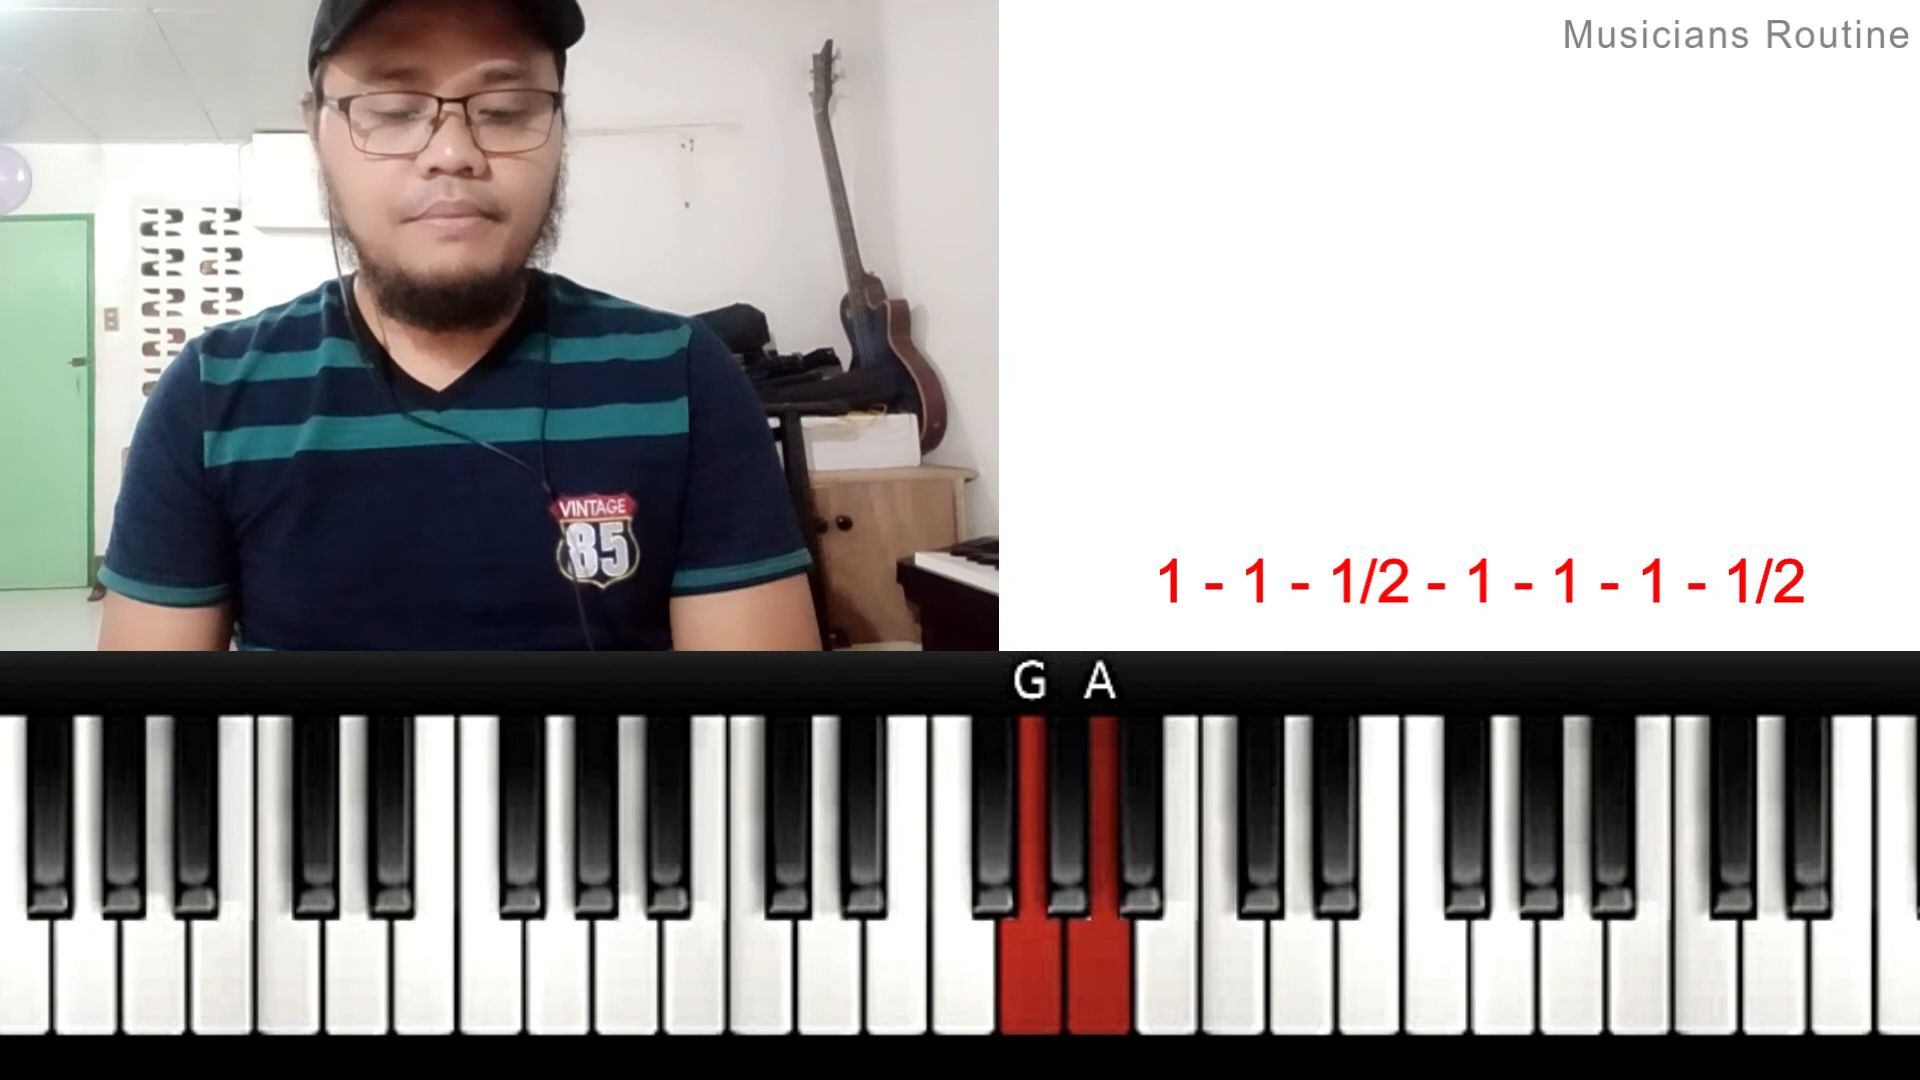 Musicians Routine
VINTAGE
85
1 - 1 - 1/2 - 1 - 1 - 1 - 1/2
G A